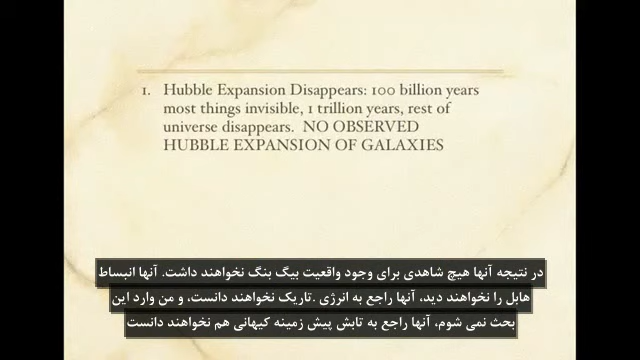 1. Hubble Expansion Disappears: 100 billion years
most things invisible, 1 trillion years, rest of
universe disappears. NO OBSERVED
HUBBLE EXPANSION OF GALAXIES
در نتیجه آنها هیچ شاهدی برای وجود واقعیت بیگ بنگ نخواهند داشت. آنها انبساط
هابل را نخواهند دید، آنها راجع به انرژی .تاریک نخواهند دانست، و من وارد این
بحث نمی شوم، آنها راجع به تابش پیش زمینه کیهانی هم نخواهند دانست